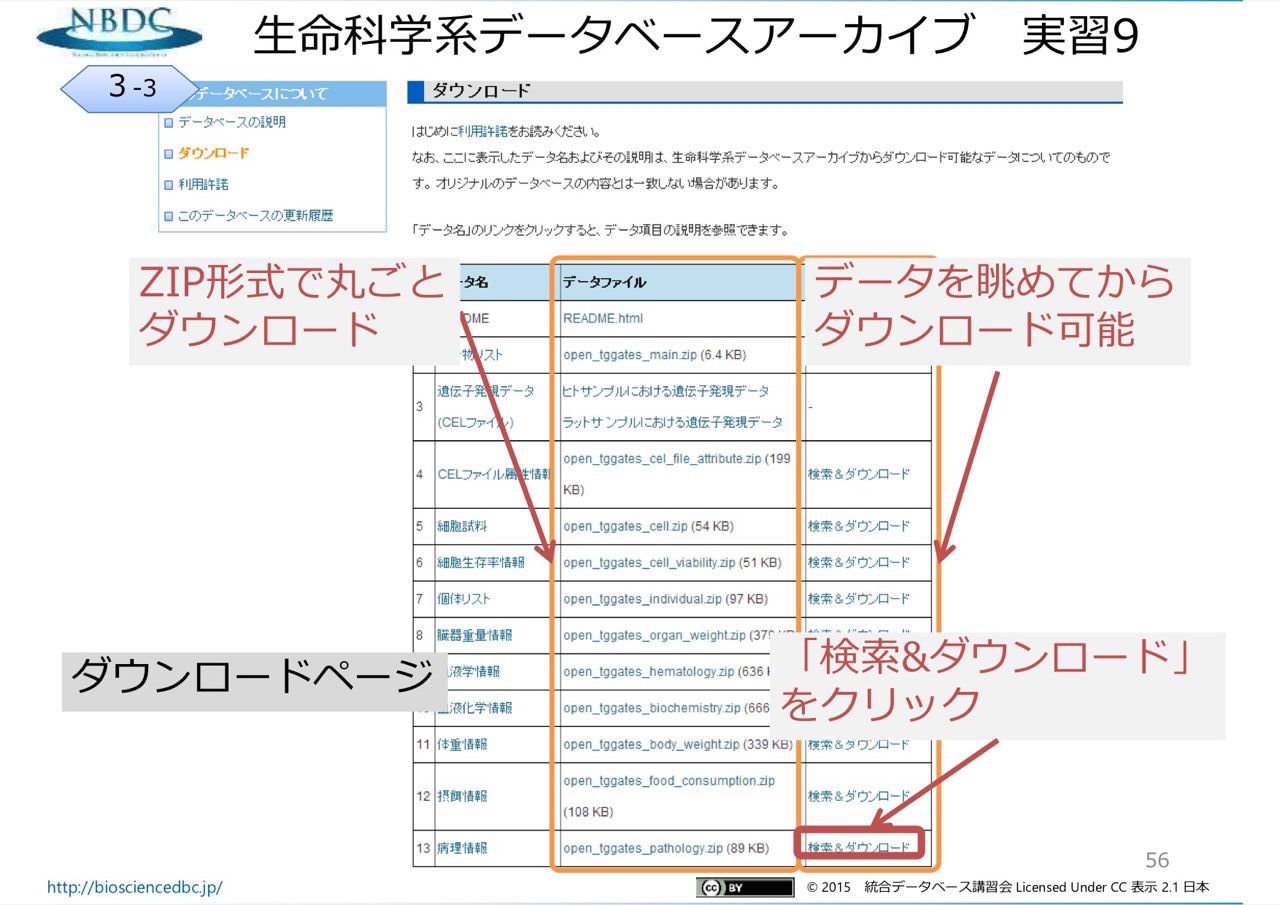 NBDC
生命科学系データベースアーカイブ 実習9
3-3
データベースについて
データベースの説明
ダウンロード
利用許諾
このデータベースの更新履歴
ダウンロード
はじめに利用許諾をお読みください。
なお、ここに表示したデータ名およびその説明は、生命科学系データベースアーカイブからダウンロード可能なデータについてのもので
す。オリジナルのデータベースの内容とは一致しない場合があります。
「データ名」のリンクをクリックすると、データ項目の説明を参照できます。
ZIP形式で丸ごと
ダウンロード
データを眺めてから
ダウンロード可能
ータ名 データファイル
DME README.html
物リスト open_tggates_main.zip (6.4 KB)
3 遺伝子発現データ
(CELファイル)
ヒトサンプルにおける遺伝子発現データ
ラットサンプルにおける遺伝子発現データ
-
4 CELファイル属性情報
open_tggates_cel_file_attribute.zip (199
KB)
検索&ダウンロード
5 細胞試料 open_tggates_cell.zip (54 KB) 検索&ダウンロード
6 細胞生存率情報 open_tggates_cell_viability.zip (51 KB) 検索&ダウンロード
7 個体リスト open_tggates_individual.zip (97 KB) 検索&ダウンロード
8 臓器重量情報 open_tggates_organ_weight.zip
液学情報 open_tggates_hematology.zip (636
血液化学情報 open_tggates_biochemistry.zip (666
11 体重情報 open_tggates_body_weight.zip (339 KB) 検索&ダウンロード
12 摂餌情報
open_tggates_food_consumption.zip
(108 KB)
検索&ダウンロード
13 病理情報 open_tggates_pathology.zip (89 KB) 検索&ダウンロード
ダウンロードページ
「検索&ダウンロード」
をクリック
56
http://biosciencedbc.jp/
cc BY
© 2015 統合データベース講習会 Licensed Under CC 表示 2.1 日本